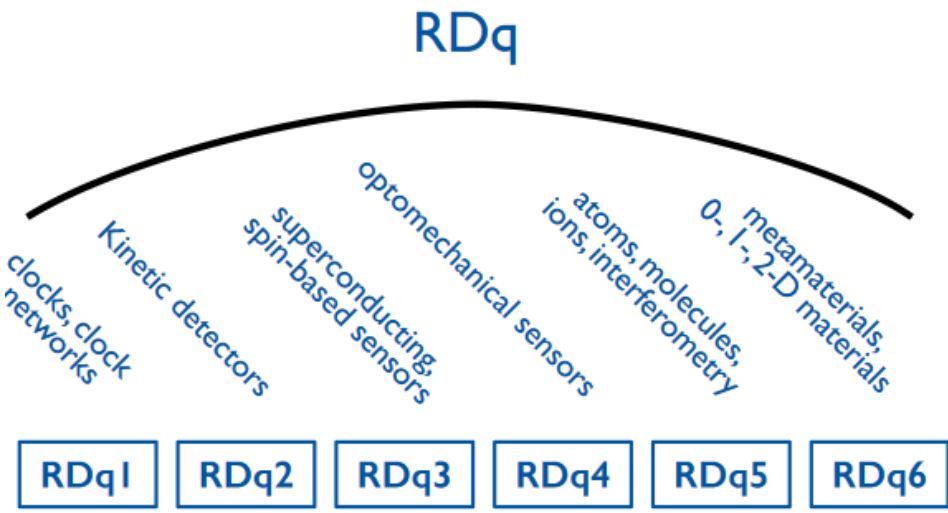 RDq
clocks, clock
networks
Kinetic detectors
superconducting,
spin-based sensors
optomechanical sensors
atoms, molecules,
ions, interferometry
metamaterials,
0-, 1-, 2-D materials
RDq1
RDq2
RDq3
RDq4
RDq5
RDq6